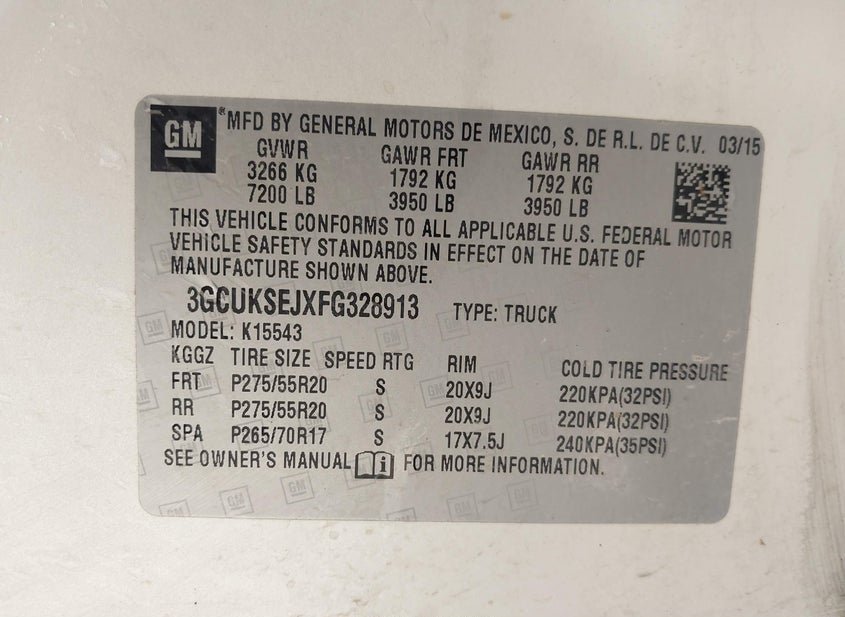 GM
MFD BY GENERAL MOTORS DE MEXICO, S. DE R.L. DE C.V. 03/15
GVWR GAWR FRT GAWR RR
3266 KG 1792 KG 1792 KG
7200 LB 3950 LB 3950 LB
THIS VEHICLE CONFORMS TO ALL APPLICABLE U.S. FEDERAL MOTOR
VEHICLE SAFETY STANDARDS IN EFFECT ON THE DATE OF
MANUFACTURE SHOWN ABOVE.
3GCUKSEJXFG328913 TYPE: TRUCK
MODEL: K15543
KGGZ TIRE SIZE SPEED RTG RIM COLD TIRE PRESSURE
FRT P275/55R20 S 20X9J 220KPA(32PSI)
RR P275/55R20 S 20X9J 220KPA(32PSI)
SPA P265/70R17 S 17X7.5J 240KPA(35PSI)
SEE OWNER'S MANUAL i FOR MORE INFORMATION.